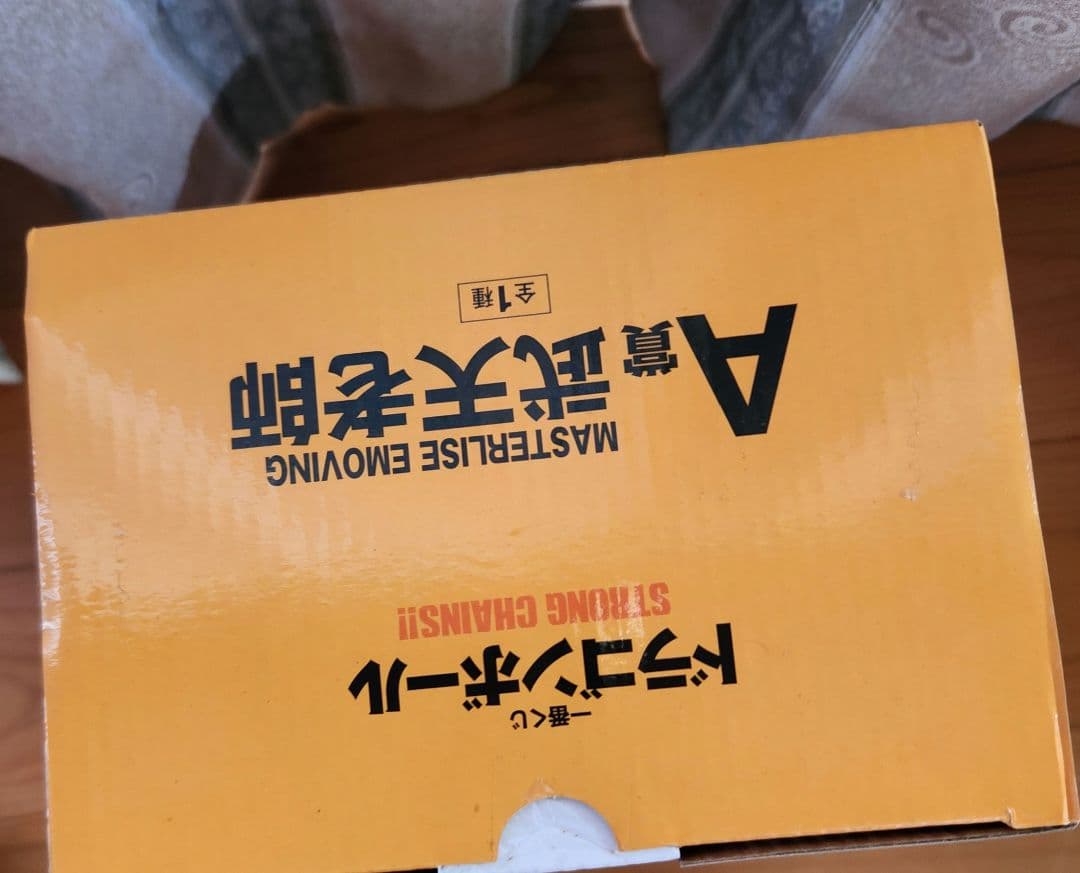 一番くじ
ドラゴンボール
STRONG CHAINS!!
MASTERLISE EMOVING
A賞 武天老師
全1種